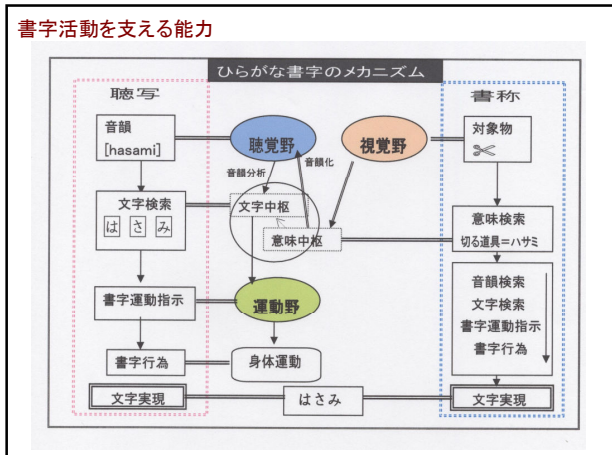 書字活動を支える能力
ひらがな書字のメカニズム
聴写
音韻
[hasami]
文字検索
は さ み
書字運動指示
書字行為
文字実現
聴覚野
視覚野
音韻分析
音韻化
文字中枢
意味中枢
運動野
身体運動
はさみ
書称
対象物
意味検索
切る道具=ハサミ
音韻検索
文字検索
書字運動指示
書字行為
文字実現